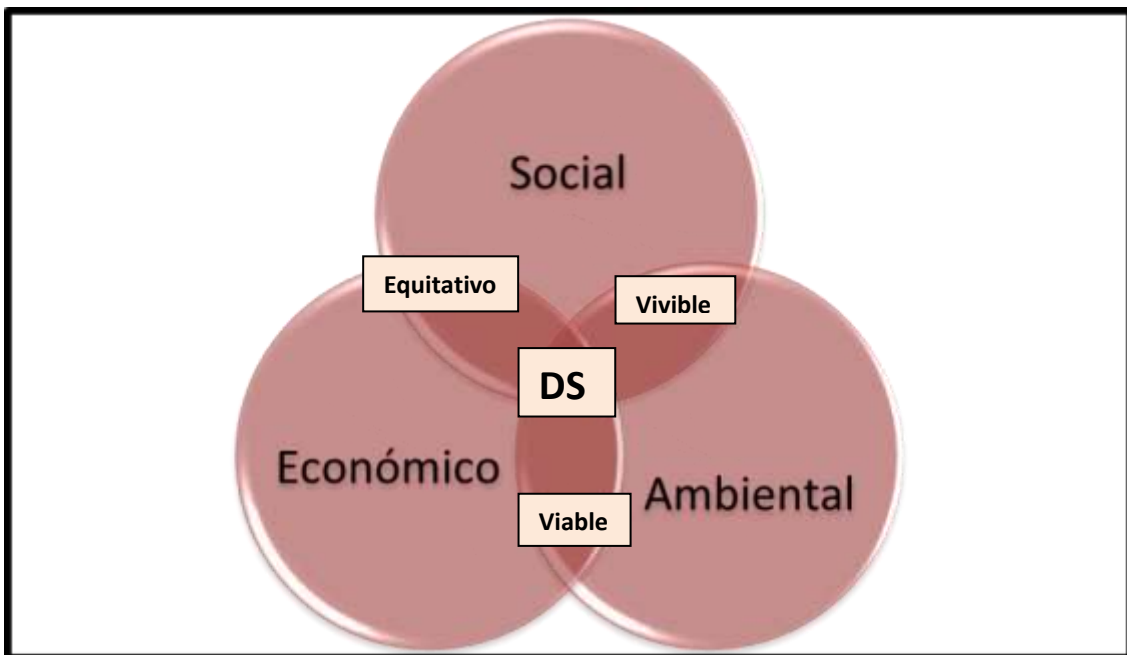 Social
Equitativo
Vivible
DS
Económico
Ambiental
Viable